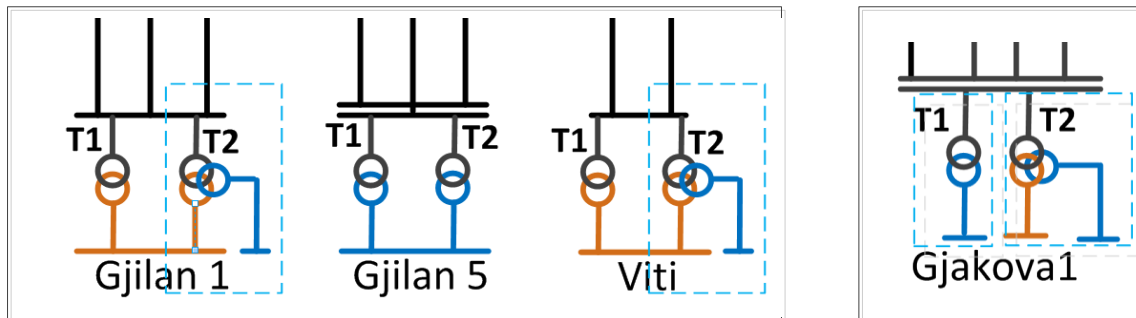 T1 T2 T1 T2 T1 T2 T1 T2
Gjilan 1 Gjilan 5 Viti Gjakova1